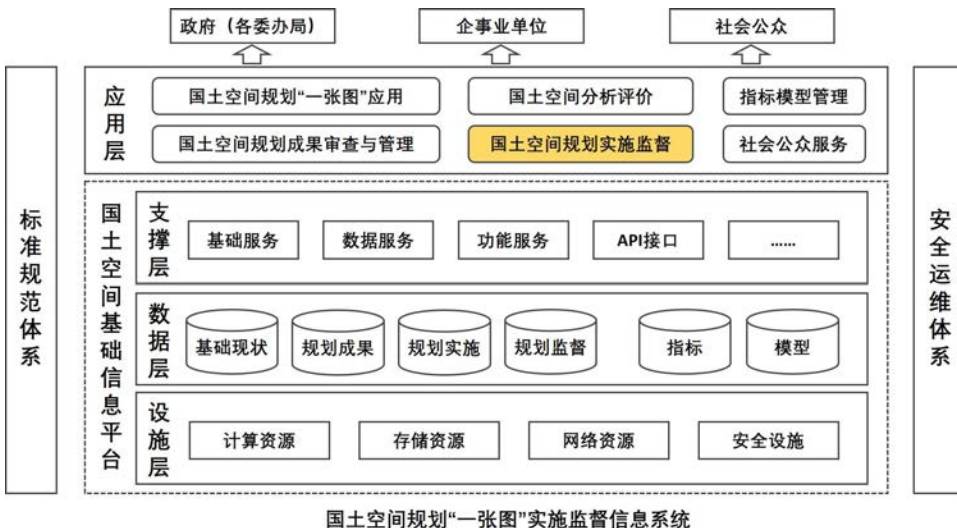 政府（各委办局）
企事业单位
社会公众
标准规范体系
应用层
国土空间规划“一张图”应用
国土空间分析评价
指标模型管理
国土空间规划成果审查与管理
国土空间规划实施监督
社会公众服务
国土空间基础信息平台
支撑层
基础服务
数据服务
功能服务
API接口
……
数据层
基础现状
规划成果
规划实施
规划监督
指标
模型
设施层
计算资源
存储资源
网络资源
安全设施
安全运维体系
国土空间规划“一张图”实施监督信息系统